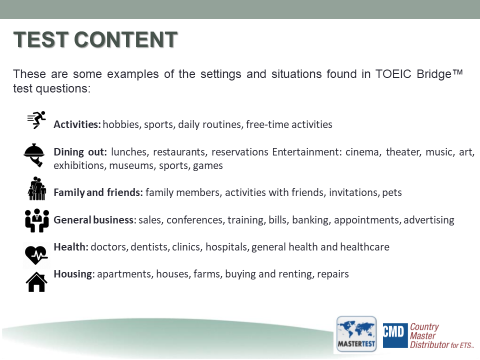 TEST CONTENT
These are some examples of the settings and situations found in TOEIC Bridge™
test questions:
Activities: hobbies, sports, daily routines, free-time activities
Dining out: lunches, restaurants, reservations Entertainment: cinema, theater, music, art,
exhibitions, museums, sports, games
Family and friends: family members, activities with friends, invitations, pets
General business: sales, conferences, training, bills, banking, appointments, advertising
Health: doctors, dentists, clinics, hospitals, general health and healthcare
Housing: apartments, houses, farms, buying and renting, repairs
MASTERTEST
CMD
Country
Master
Distributor for ETS.